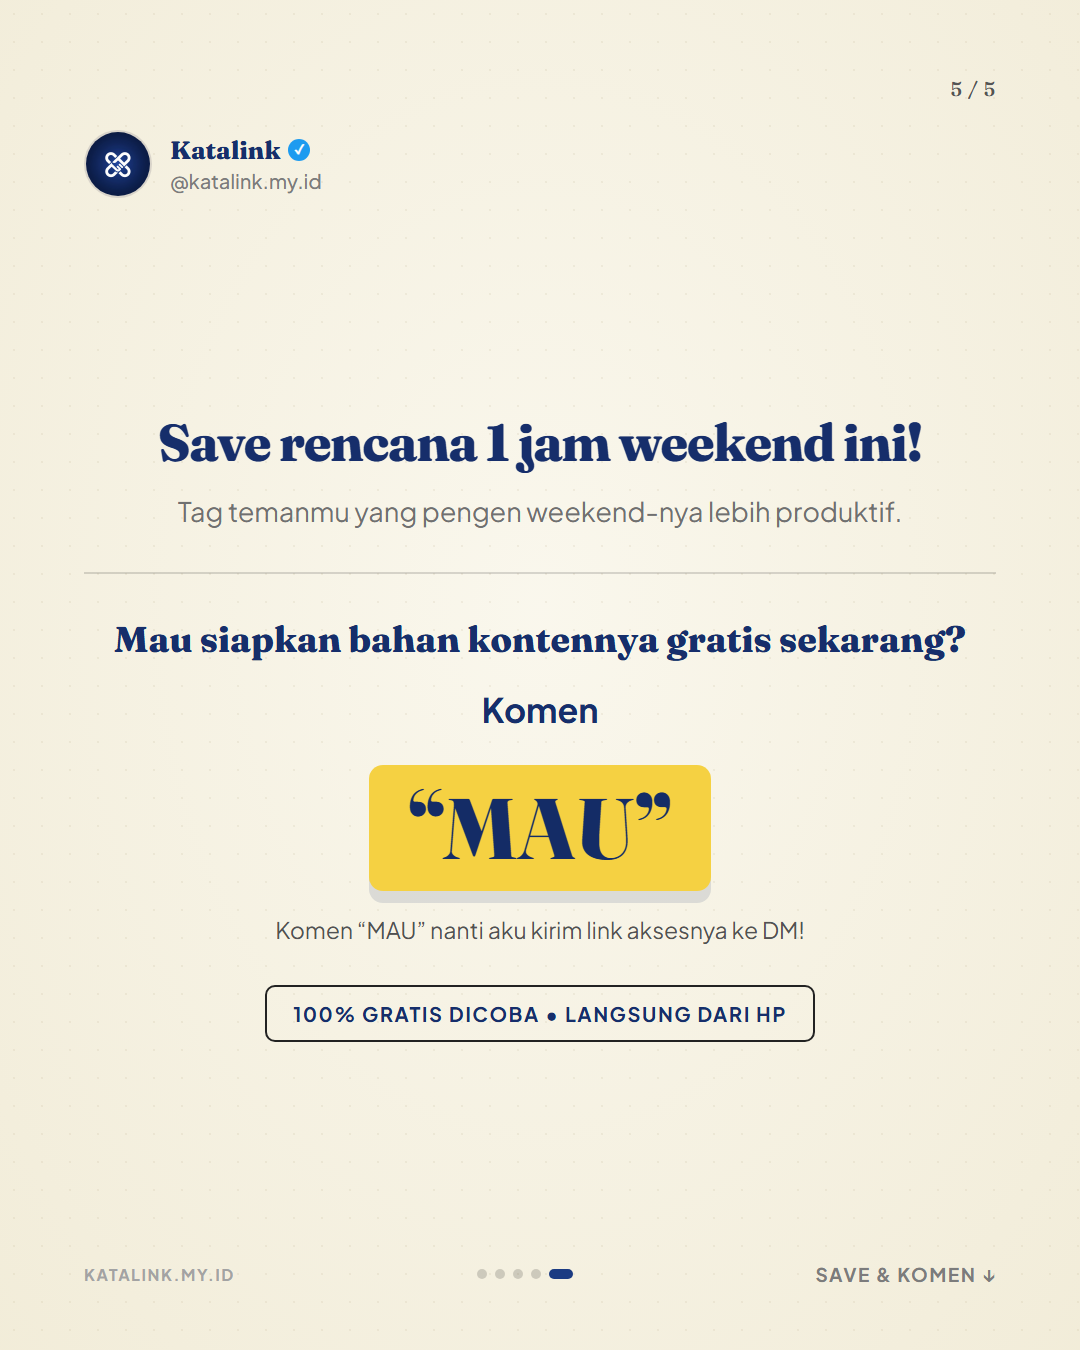 5 / 5
Katalink
@katalink.my.id
Save rencana 1 jam weekend ini!
Tag temanmu yang pengen weekend-nya lebih produktif.
Mau siapkan bahan kontennya gratis sekarang?
Komen
“MAU”
Komen “MAU” nanti aku kirim link aksesnya ke DM!
100% GRATIS DICOBA • LANGSUNG DARI HP
KATALINK.MY.ID
SAVE & KOMEN ↓